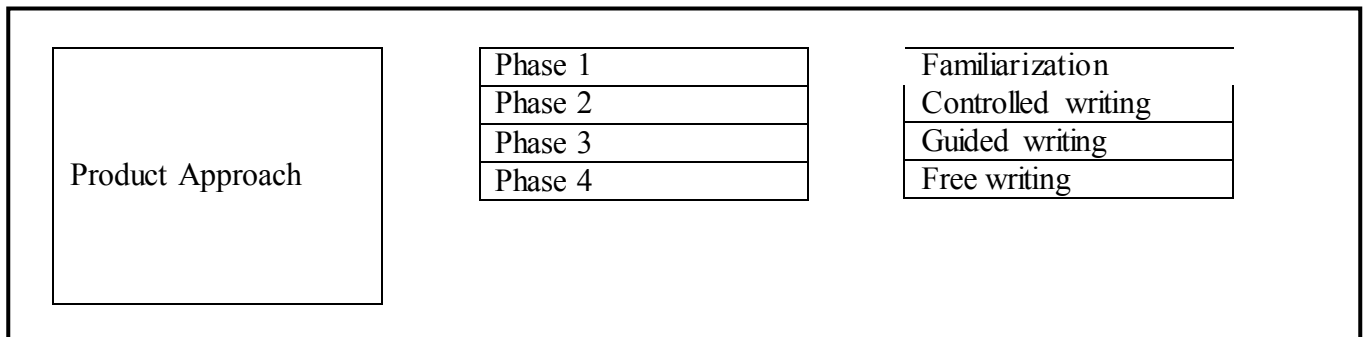 Product Approach
Phase 1
Phase 2
Phase 3
Phase 4
Familiarization
Controlled writing
Guided writing
Free writing